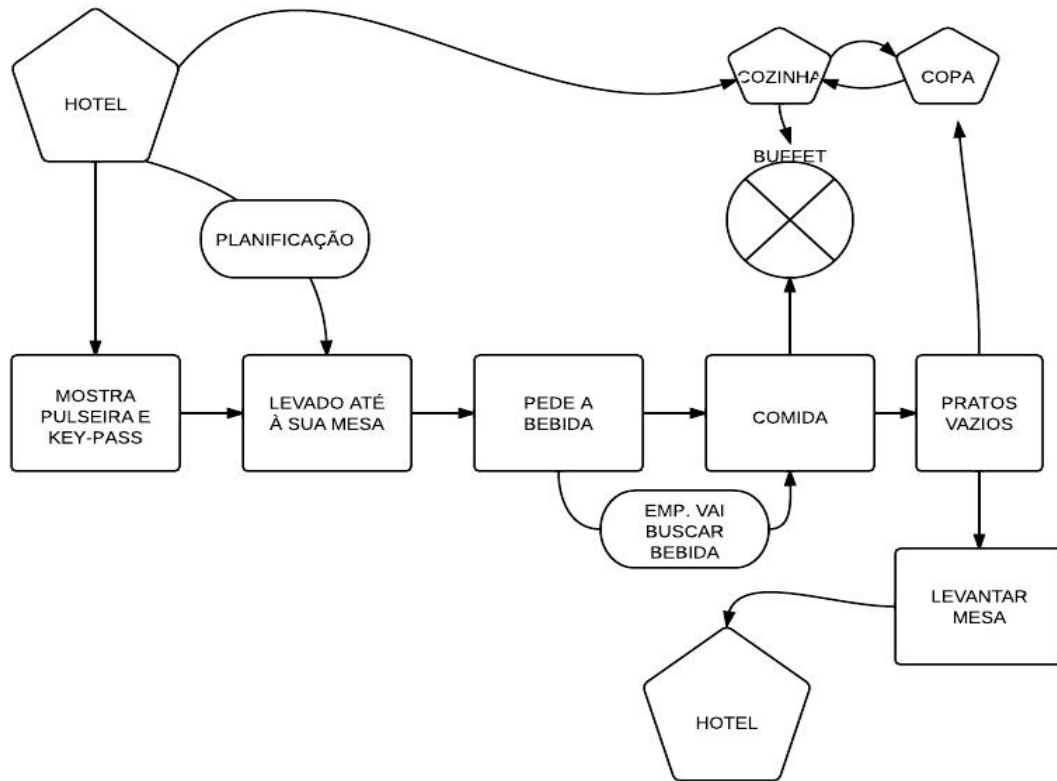 HOTEL
COZINHA
COPA
BUFFET
PLANIFICAÇÃO
MOSTRA
PULSEIRA E
KEY-PASS
LEVADO ATÉ
À SUA MESA
PEDE A
BEBIDA
COMIDA
PRATOS
VAZIOS
EMP. VAI
BUSCAR
BEBIDA
LEVANTAR
MESA
HOTEL